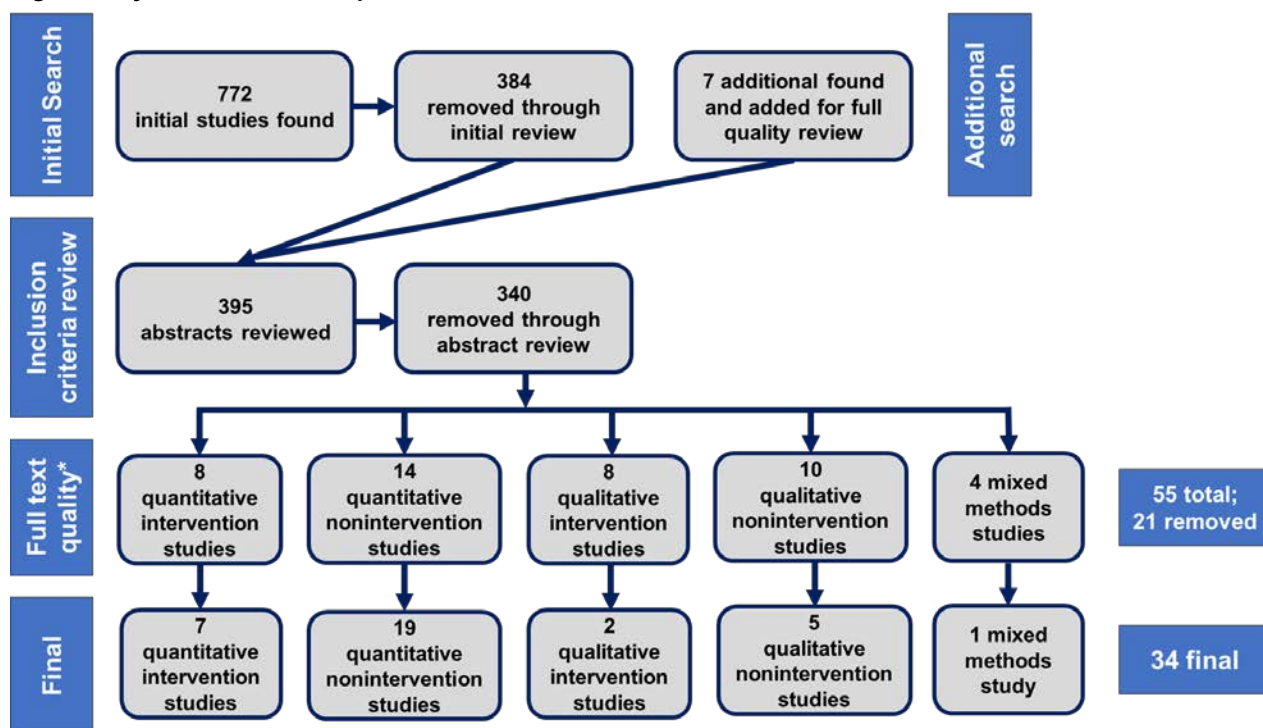 Initial Search
772
initial studies found
384
removed through
initial review
7 additional found
and added for full
quality review
Additional
search
Inclusion
criteria review
395
abstracts reviewed
340
removed through
abstract review
Full text
quality*
8
quantitative
intervention
studies
14
quantitative
nonintervention
studies
8
qualitative
intervention
studies
10
qualitative
nonintervention
studies
4 mixed
methods
studies
55 total;
21 removed
Final
7
quantitative
intervention
studies
19
quantitative
nonintervention
studies
2
qualitative
intervention
studies
5
qualitative
nonintervention
studies
1 mixed
methods
study
34 final